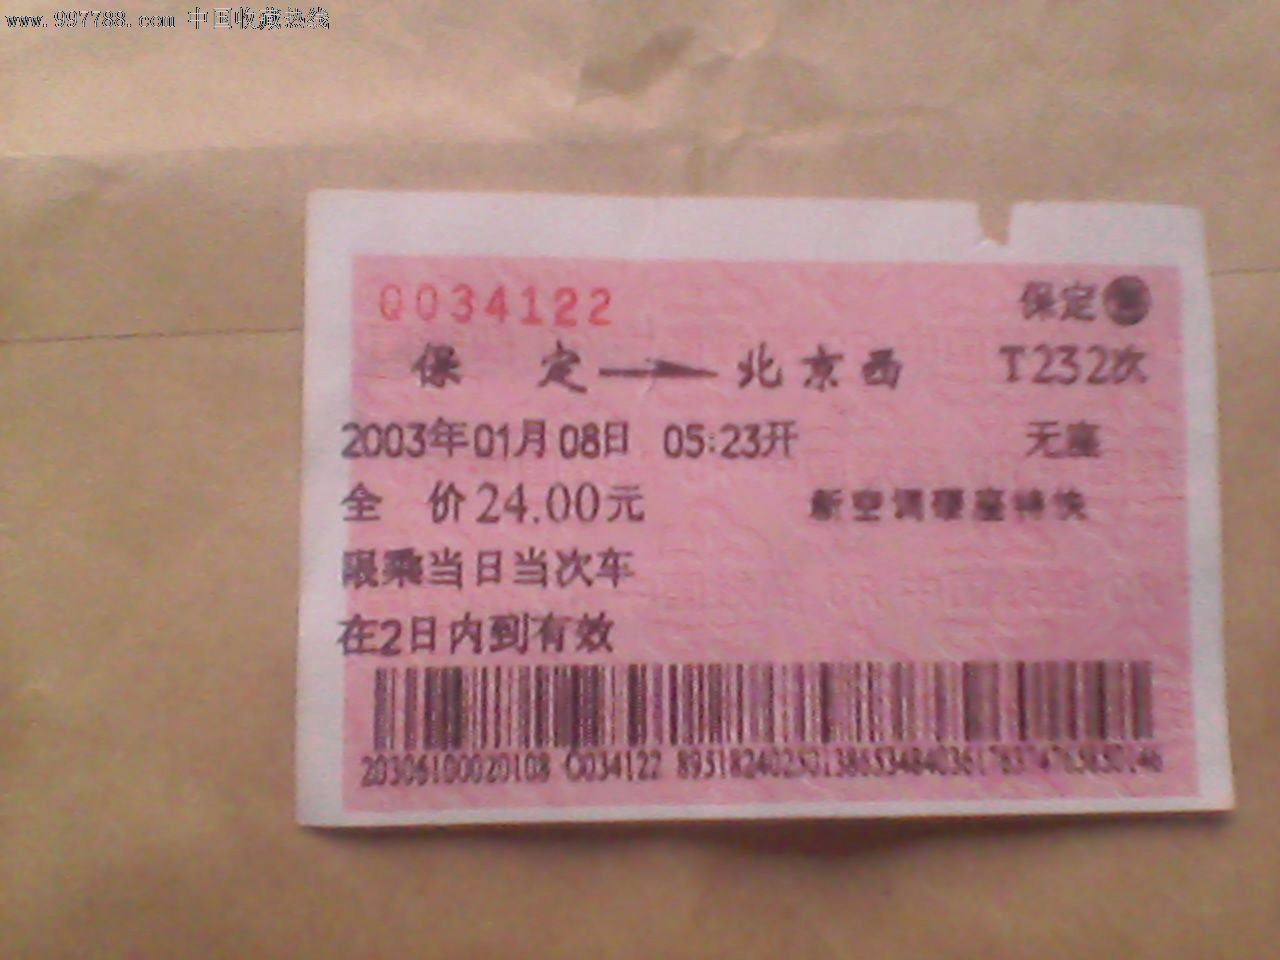 www.997788.com 中国收藏热线
Q034122
保定
保 定 北京西 T232次
2003年01月08日 05:23开 无座
全 价24.00元 新空调硬座特快
限乘当日当次车
在2日内到有效
20306100020108 Q034122